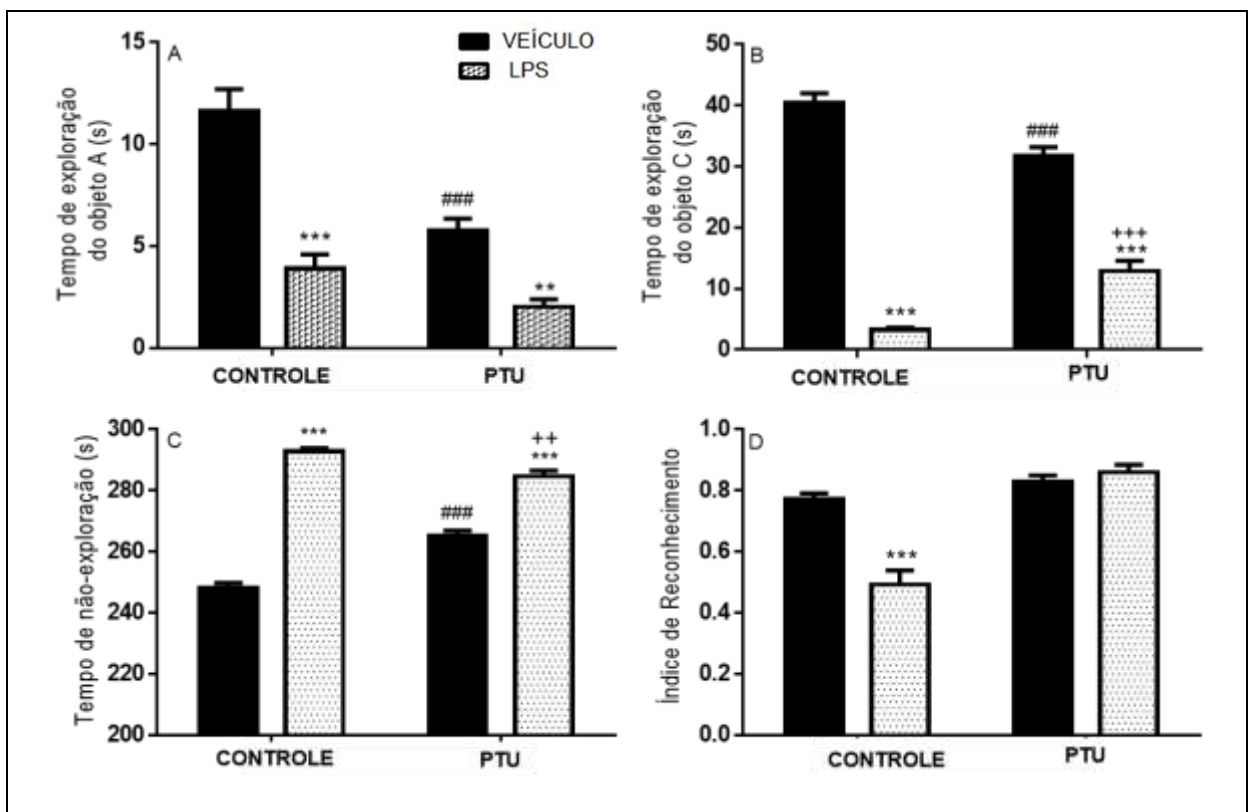 A
VEÍCULO
LPS
Tempo de exploração
do objeto A (s)
15
10
5
0
***
###
**
CONTROLE
PTU
B
Tempo de exploração
do objeto C (s)
50
40
30
20
10
0
***
###
+++
***
CONTROLE
PTU
C
Tempo de não-exploração (s)
300
280
260
240
220
200
***
###
++
***
CONTROLE
PTU
D
Índice de Reconhecimento
1.0
0.8
0.6
0.4
0.2
0.0
***
CONTROLE
PTU